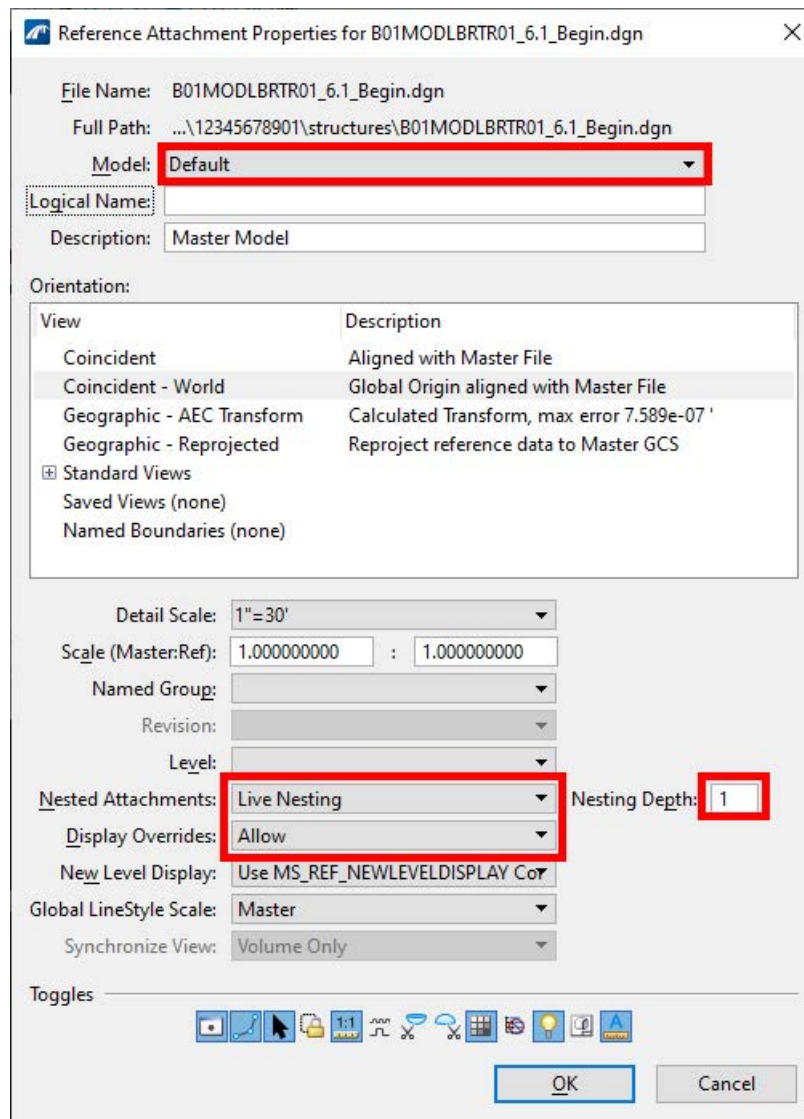 Reference Attachment Properties for B01MODLBRTR01_6.1_Begin.dgn
File Name: B01MODLBRTR01_6.1_Begin.dgn
Full Path: ...\12345678901\structures\B01MODLBRTR01_6.1_Begin.dgn
Model: Default
Logical Name:
Description: Master Model
Orientation:
View Description
Coincident Aligned with Master File
Coincident - World Global Origin aligned with Master File
Geographic - AEC Transform Calculated Transform, max error 7.589e-07 '
Geographic - Reprojected Reproject reference data to Master GCS
Standard Views
Saved Views (none)
Named Boundaries (none)
Detail Scale: 1"=30'
Scale (Master:Ref): 1.000000000 : 1.000000000
Named Group:
Revision:
Level:
Nested Attachments: Live Nesting Nesting Depth: 1
Display Overrides: Allow
New Level Display: Use MS_REF_NEWLEVELDISPLAY Cor
Global LineStyle Scale: Master
Synchronize View: Volume Only
Toggles
1:1
OK Cancel